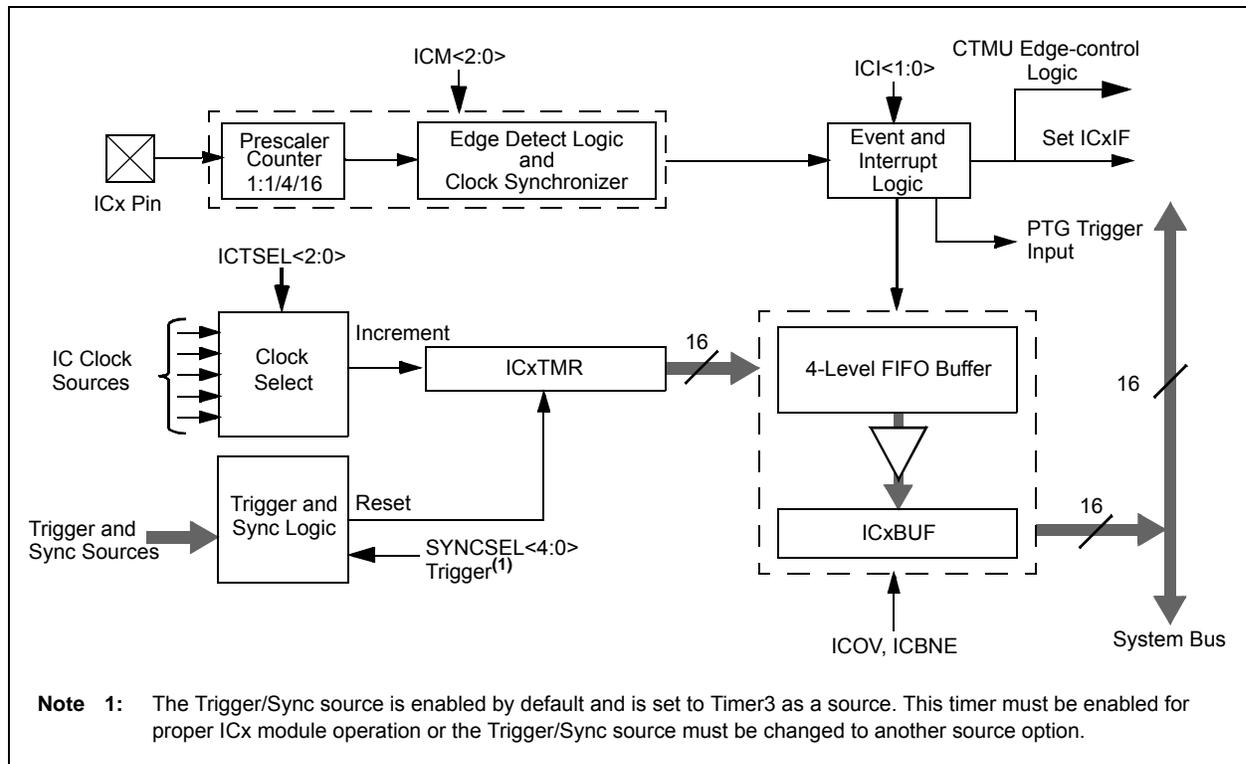 ICM<2:0>
ICI<1:0>
CTMU Edge-control
Logic
Prescaler
Counter
1:1/4/16
Edge Detect Logic
and
Clock Synchronizer
Event and
Interrupt
Logic
Set ICxIF
ICx Pin
PTG Trigger
Input
ICTSEL<2:0>
IC Clock
Sources
Clock
Select
Increment
ICxTMR
16
4-Level FIFO Buffer
16
Trigger and
Sync Sources
Trigger and
Sync Logic
Reset
SYNCSEL<4:0>
Trigger(1)
ICxBUF
16
ICOV, ICBNE
System Bus
Note 1: The Trigger/Sync source is enabled by default and is set to Timer3 as a source. This timer must be enabled for
proper ICx module operation or the Trigger/Sync source must be changed to another source option.